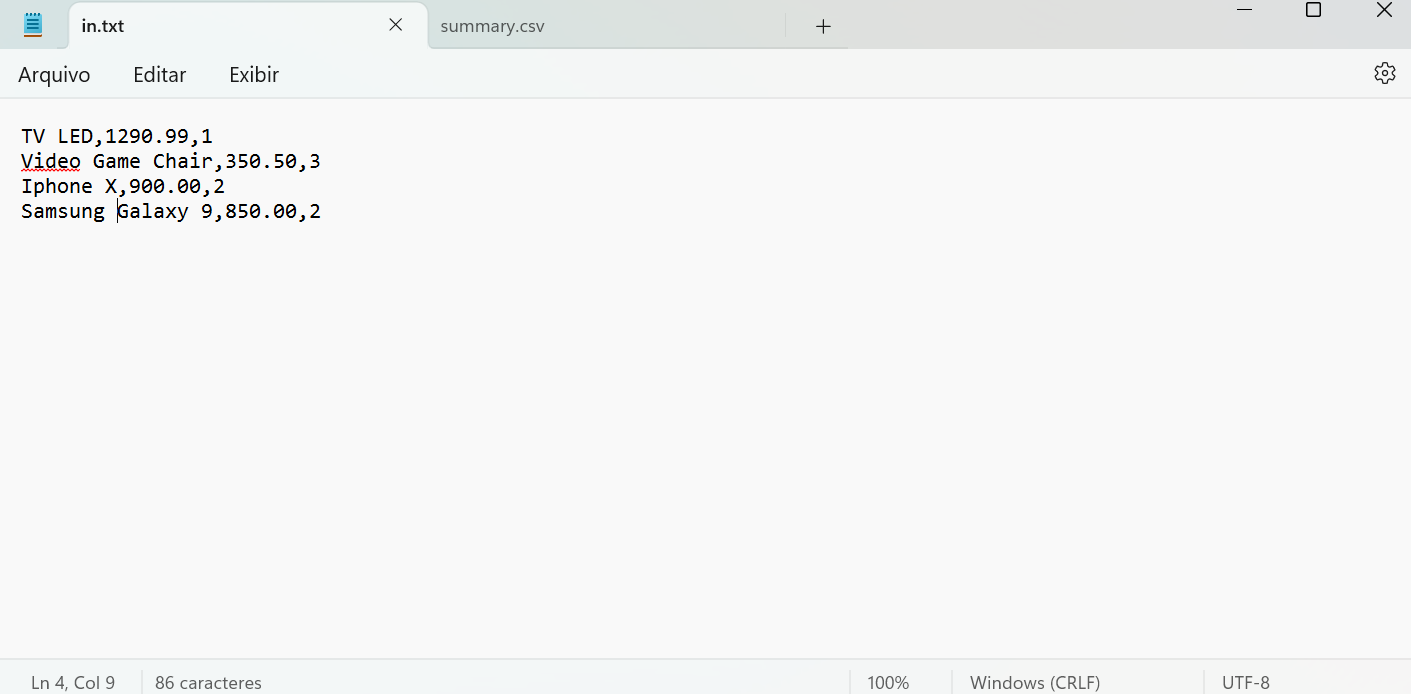 in.txt
summary.csv
Arquivo Editar Exibir
TV LED,1290.99,1
Video Game Chair,350.50,3
Iphone X,900.00,2
Samsung Galaxy 9,850.00,2
Ln 4, Col 9 86 caracteres 100% Windows (CRLF) UTF-8